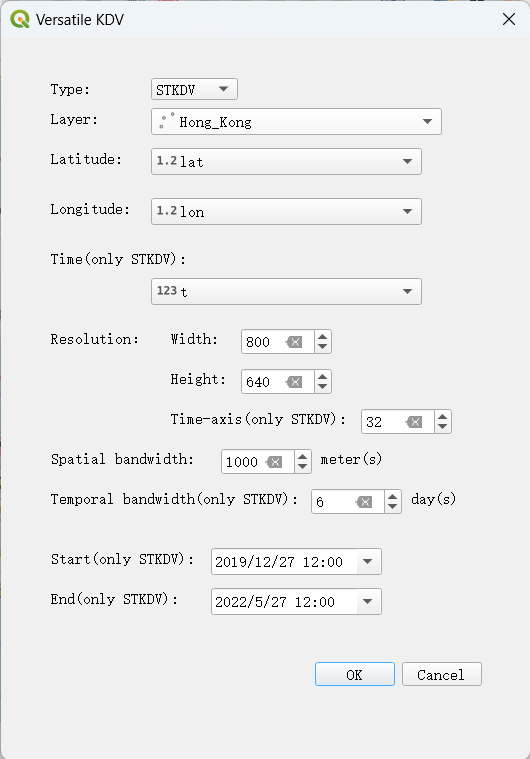 Versatile KDV
Type: STKDV
Layer: Hong_Kong
Latitude: 1.2 lat
Longitude: 1.2 lon
Time(only STKDV):
123 t
Resolution: Width: 800
Height: 640
Time-axis(only STKDV): 32
Spatial bandwidth: 1000 meter(s)
Temporal bandwidth(only STKDV): 6 day(s)
Start(only STKDV): 2019/12/27 12:00
End(only STKDV): 2022/5/27 12:00
OK Cancel